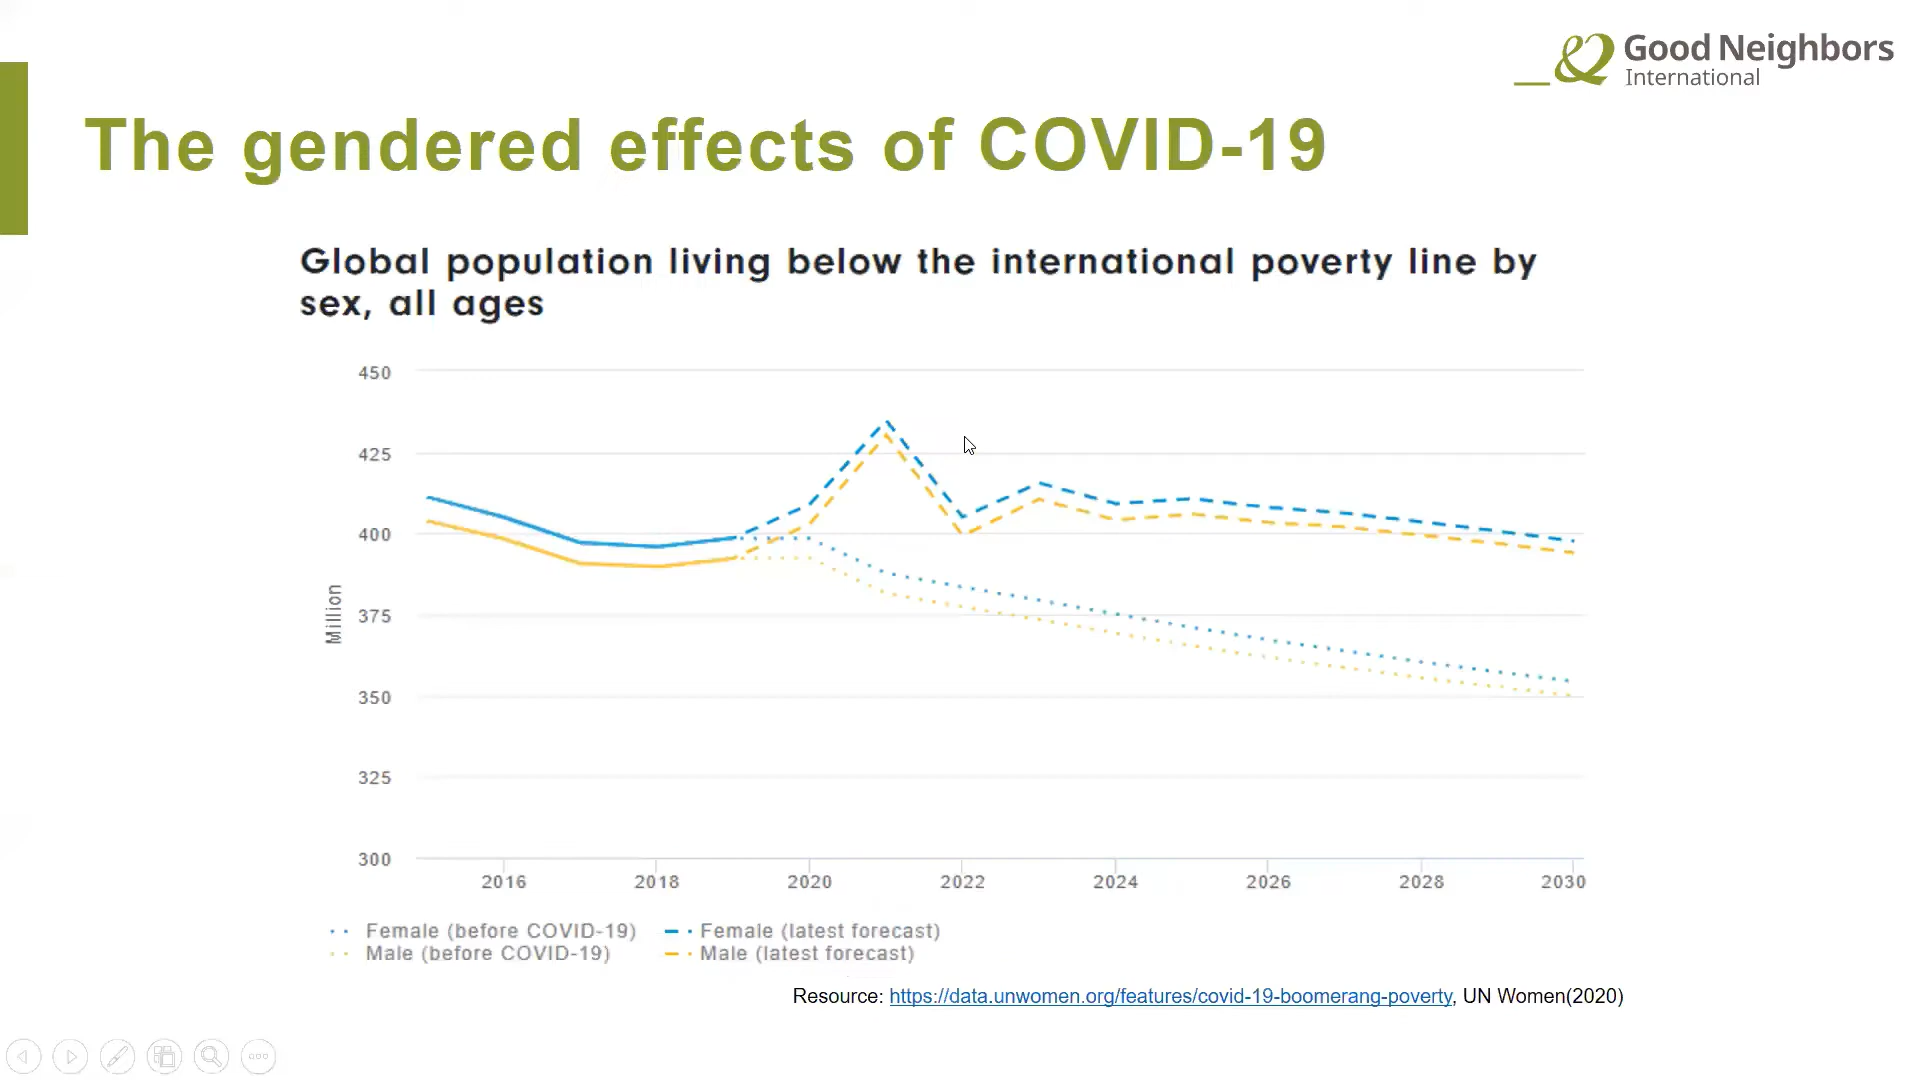 Good Neighbors
International
The gendered effects of COVID-19
Global population living below the international poverty line by
sex, all ages
450
425
400
375
350
325
300
Million
2016 2018 2020 2022 2024 2026 2028 2030
Female (before COVID-19) Female (latest forecast)
Male (before COVID-19) Male (latest forecast)
Resource: https://data.unwomen.org/features/covid-19-boomerang-poverty, UN Women(2020)